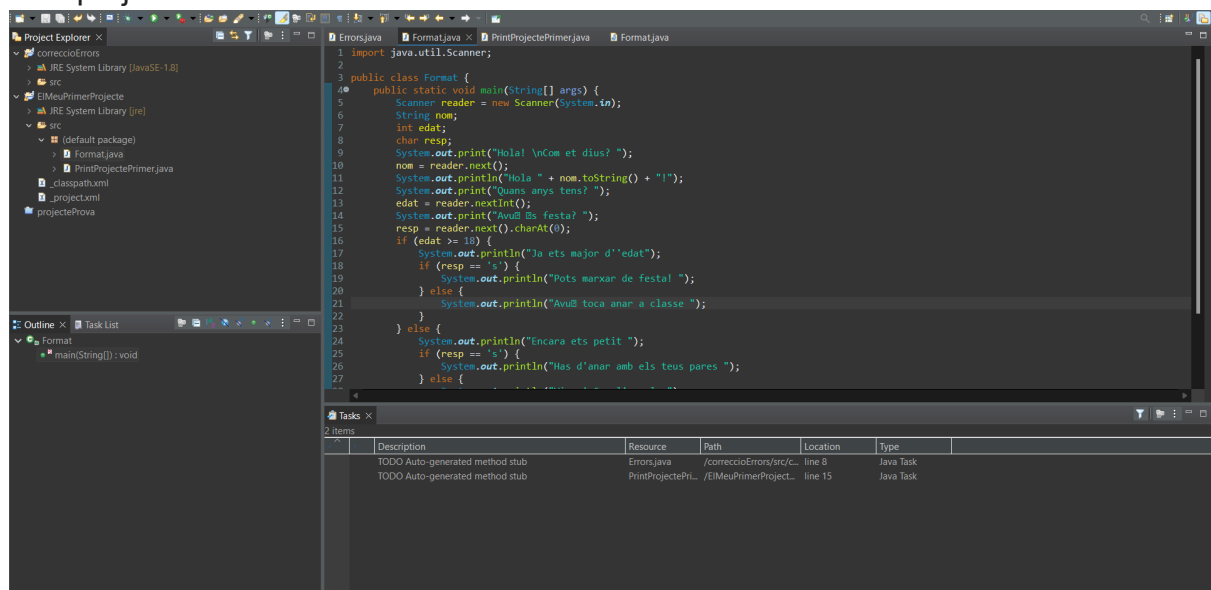 Project Explorer
correccioErrors
JRE System Library [JavaSE-1.8]
src
ElMeuPrimerProjecte
JRE System Library [jre]
src
(default package)
Format.java
PrintProjectePrimer.java
_classpath.xml
_project.xml
projecteProva
Outline Task List
Format
main(String[]) : void
Errors.java Format.java PrintProjectePrimer.java Format.java
1 import java.util.Scanner;
2
3 public class Format {
4 public static void main(String[] args) {
5 Scanner reader = new Scanner(System.in);
6 String nom;
7 int edat;
8 char resp;
9 System.out.print("Hola! \nCom et dius? ");
10 nom = reader.next();
11 System.out.println("Hola " + nom.toString() + "!");
12 System.out.print("Quans anys tens? ");
13 edat = reader.nextInt();
14 System.out.print("Avu� �s festa? ");
15 resp = reader.next().charAt(0);
16 if (edat >= 18) {
17 System.out.println("Ja ets major d''edat");
18 if (resp == 's') {
19 System.out.println("Pots marxar de festa! ");
20 } else {
21 System.out.println("Avu� toca anar a classe ");
22 }
23 } else {
24 System.out.println("Encara ets petit ");
25 if (resp == 's') {
26 System.out.println("Has d'anar amb els teus pares ");
27 } else {
Tasks
2 items
Description Resource Path Location Type
TODO Auto-generated method stub Errors.java /correccioErrors/src/c... line 8 Java Task
TODO Auto-generated method stub PrintProjectePri... /ElMeuPrimerProject... line 15 Java Task